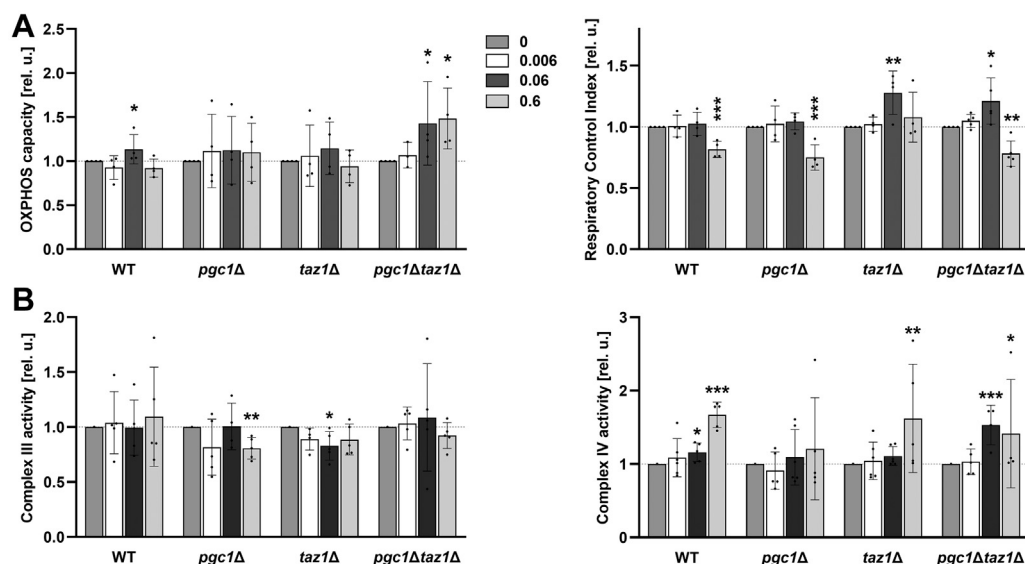 A
OXPHOS capacity [rel. u.]
2.5
2.0
1.5
1.0
0.5
0.0
*
*
*
WT
pgc1Δ
taz1Δ
pgc1Δtaz1Δ
0
0.006
0.06
0.6
Respiratory Control Index [rel. u.]
1.5
1.0
0.5
0.0
***
***
**
*
**
WT
pgc1Δ
taz1Δ
pgc1Δtaz1Δ
B
Complex III activity [rel. u.]
2.0
1.5
1.0
0.5
0.0
**
*
WT
pgc1Δ
taz1Δ
pgc1Δtaz1Δ
Complex IV activity [rel. u.]
3
2
1
0
*
***
**
***
*
WT
pgc1Δ
taz1Δ
pgc1Δtaz1Δ